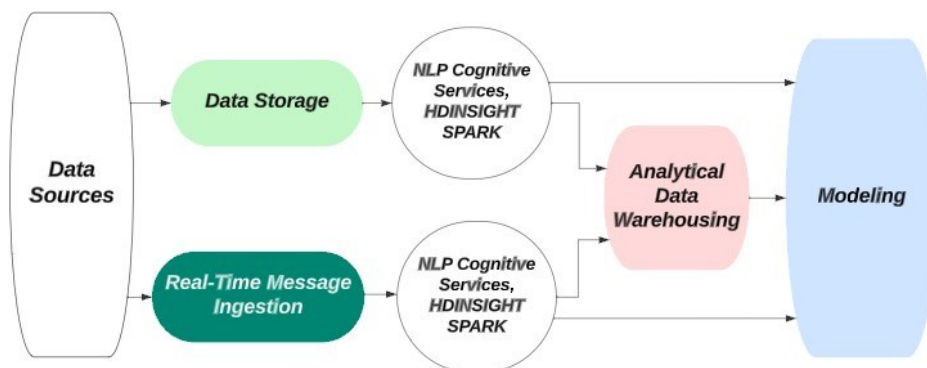 Data
Sources
Data Storage
NLP Cognitive
Services,
HDINSIGHT
SPARK
Real-Time Message
Ingestion
NLP Cognitive
Services,
HDINSIGHT
SPARK
Analytical
Data
Warehousing
Modeling